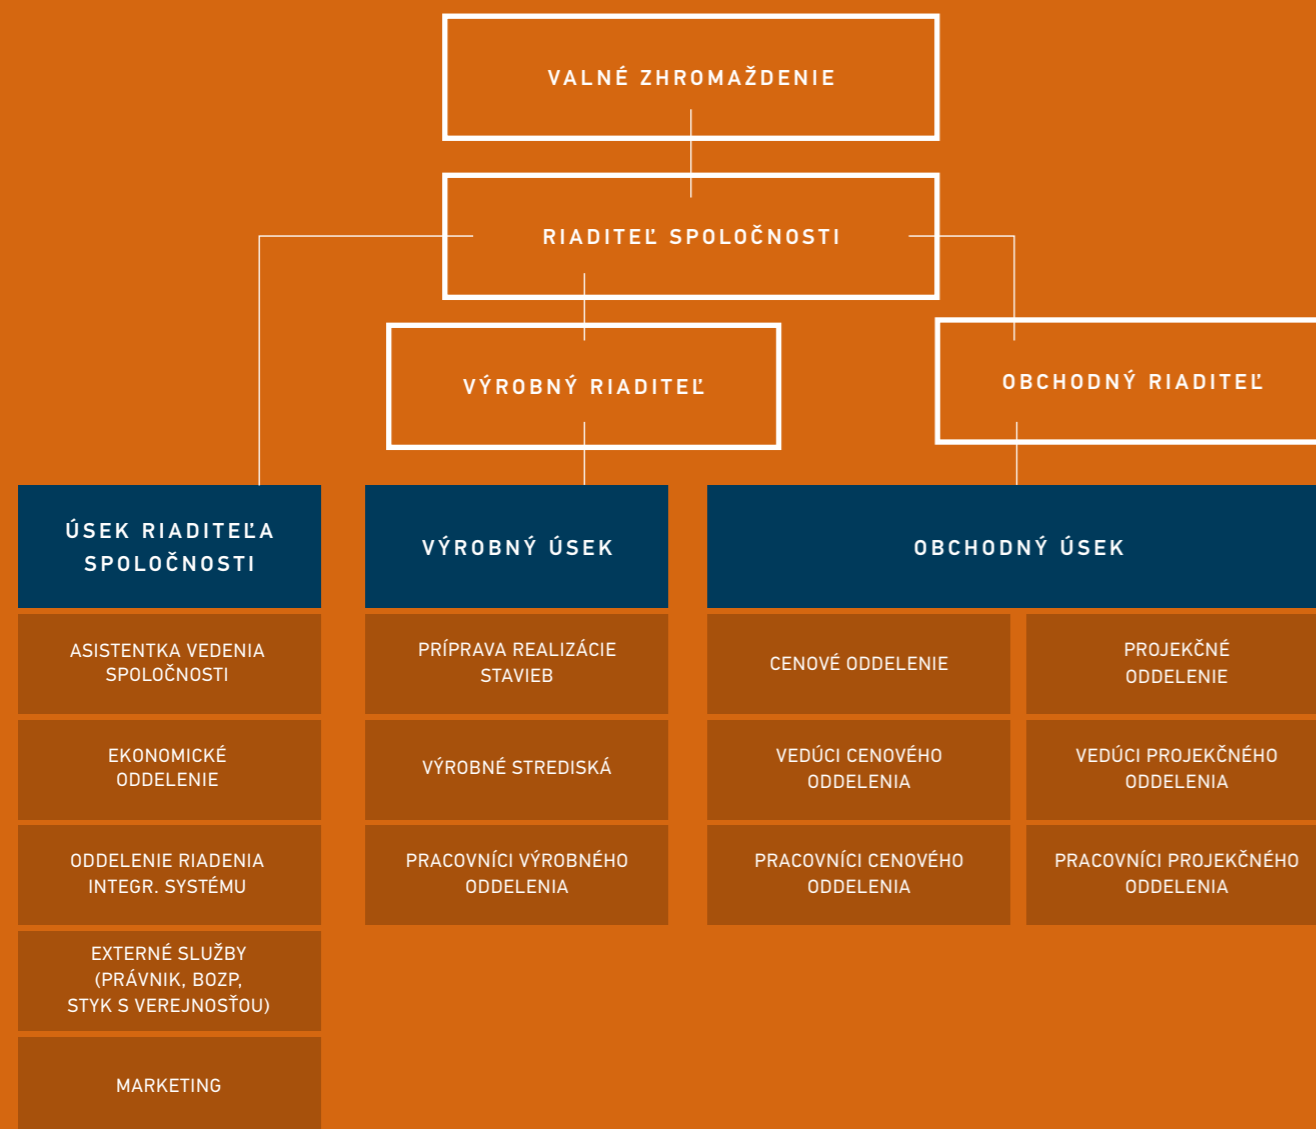 VALNÉ ZHROMAŽDENIE
RIADITEĽ SPOLOČNOSTI
VÝROBNÝ RIADITEĽ
OBCHODNÝ RIADITEĽ
ÚSEK RIADITEĽA
SPOLOČNOSTI
ASISTENTKA VEDENIA
SPOLOČNOSTI
EKONOMICKÉ
ODDELENIE
ODDELENIE RIADENIA
INTEGR. SYSTÉMU
EXTERNÉ SLUŽBY
(PRÁVNIK, BOZP,
STYK S VEREJNOSŤOU)
MARKETING
VÝROBNÝ ÚSEK
PRÍPRAVA REALIZÁCIE
STAVIEB
VÝROBNÉ STREDISKÁ
PRACOVNÍCI VÝROBNÉHO
ODDELENIA
OBCHODNÝ ÚSEK
CENOVÉ ODDELENIE
VEDÚCI CENOVÉHO
ODDELENIA
PRACOVNÍCI CENOVÉHO
ODDELENIA
PROJEKČNÉ
ODDELENIE
VEDÚCI PROJEKČNÉHO
ODDELENIA
PRACOVNÍCI PROJEKČNÉHO
ODDELENIA